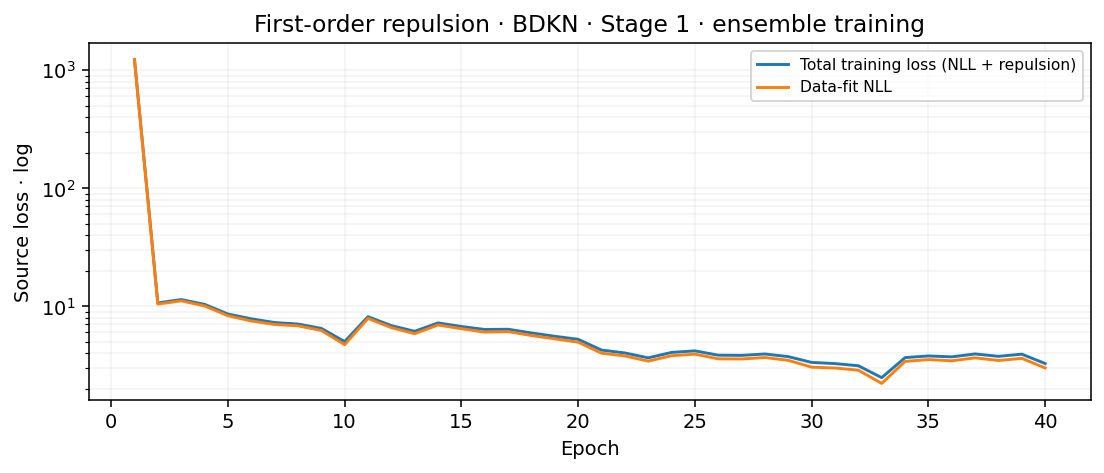 First-order repulsion · BDKN · Stage 1 · ensemble training
Total training loss (NLL + repulsion)
Data-fit NLL
Source loss · log
10³
10²
10¹
0 5 10 15 20 25 30 35 40
Epoch